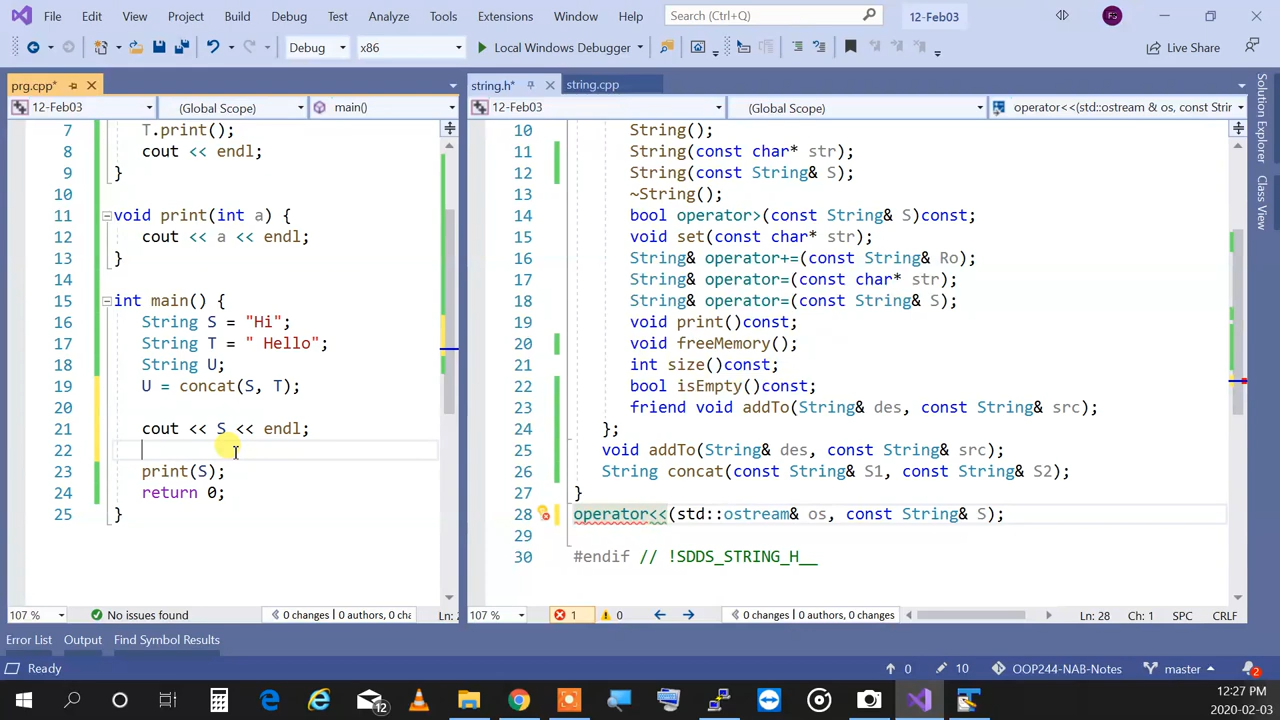 File Edit View Project Build Debug Test Analyze Tools Extensions Window Help Search (Ctrl+Q) 12-Feb03 FS
Debug x86 Local Windows Debugger Live Share
prg.cpp*
12-Feb03 (Global Scope) main()
7 T.print();
8 cout << endl;
9 }
10
11 void print(int a) {
12 cout << a << endl;
13 }
14
15 int main() {
16 String S = "Hi";
17 String T = " Hello";
18 String U;
19 U = concat(S, T);
20
21 cout << S << endl;
22
23 print(S);
24 return 0;
25 }
107 % No issues found 0 changes | 0 authors, 0 cha Ln:
string.h* string.cpp
12-Feb03 (Global Scope) operator<<(std::ostream & os, const Strir
10 String();
11 String(const char* str);
12 String(const String& S);
13 ~String();
14 bool operator>(const String& S)const;
15 void set(const char* str);
16 String& operator+=(const String& Ro);
17 String& operator=(const char* str);
18 String& operator=(const String& S);
19 void print()const;
20 void freeMemory();
21 int size()const;
22 bool isEmpty()const;
23 friend void addTo(String& des, const String& src);
24 };
25 void addTo(String& des, const String& src);
26 String concat(const String& S1, const String& S2);
27 }
28 operator<<(std::ostream& os, const String& S);
29
30 #endif // !SDDS_STRING_H__
107 % 1 0 0 changes | 0 authors, 0 changes Ln: 28 Ch: 1 SPC CRLF
Solution Explorer
Class View
Error List Output Find Symbol Results
Ready 0 10 OOP244-NAB-Notes master 2
12
12:27 PM
2020-02-03